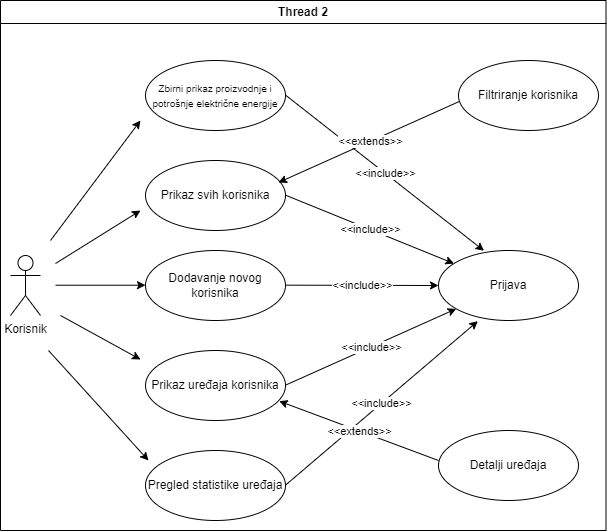 Thread 2
Zbirni prikaz proizvodnje i
potrošnje električne energije
Filtriranje korisnika
<<extends>>
<<include>>
Prikaz svih korisnika
<<include>>
Dodavanje novog
korisnika
<<include>>
Prijava
Korisnik
<<include>>
Prikaz uređaja korisnika
<<include>>
<<extends>>
Detalji uređaja
Pregled statistike uređaja